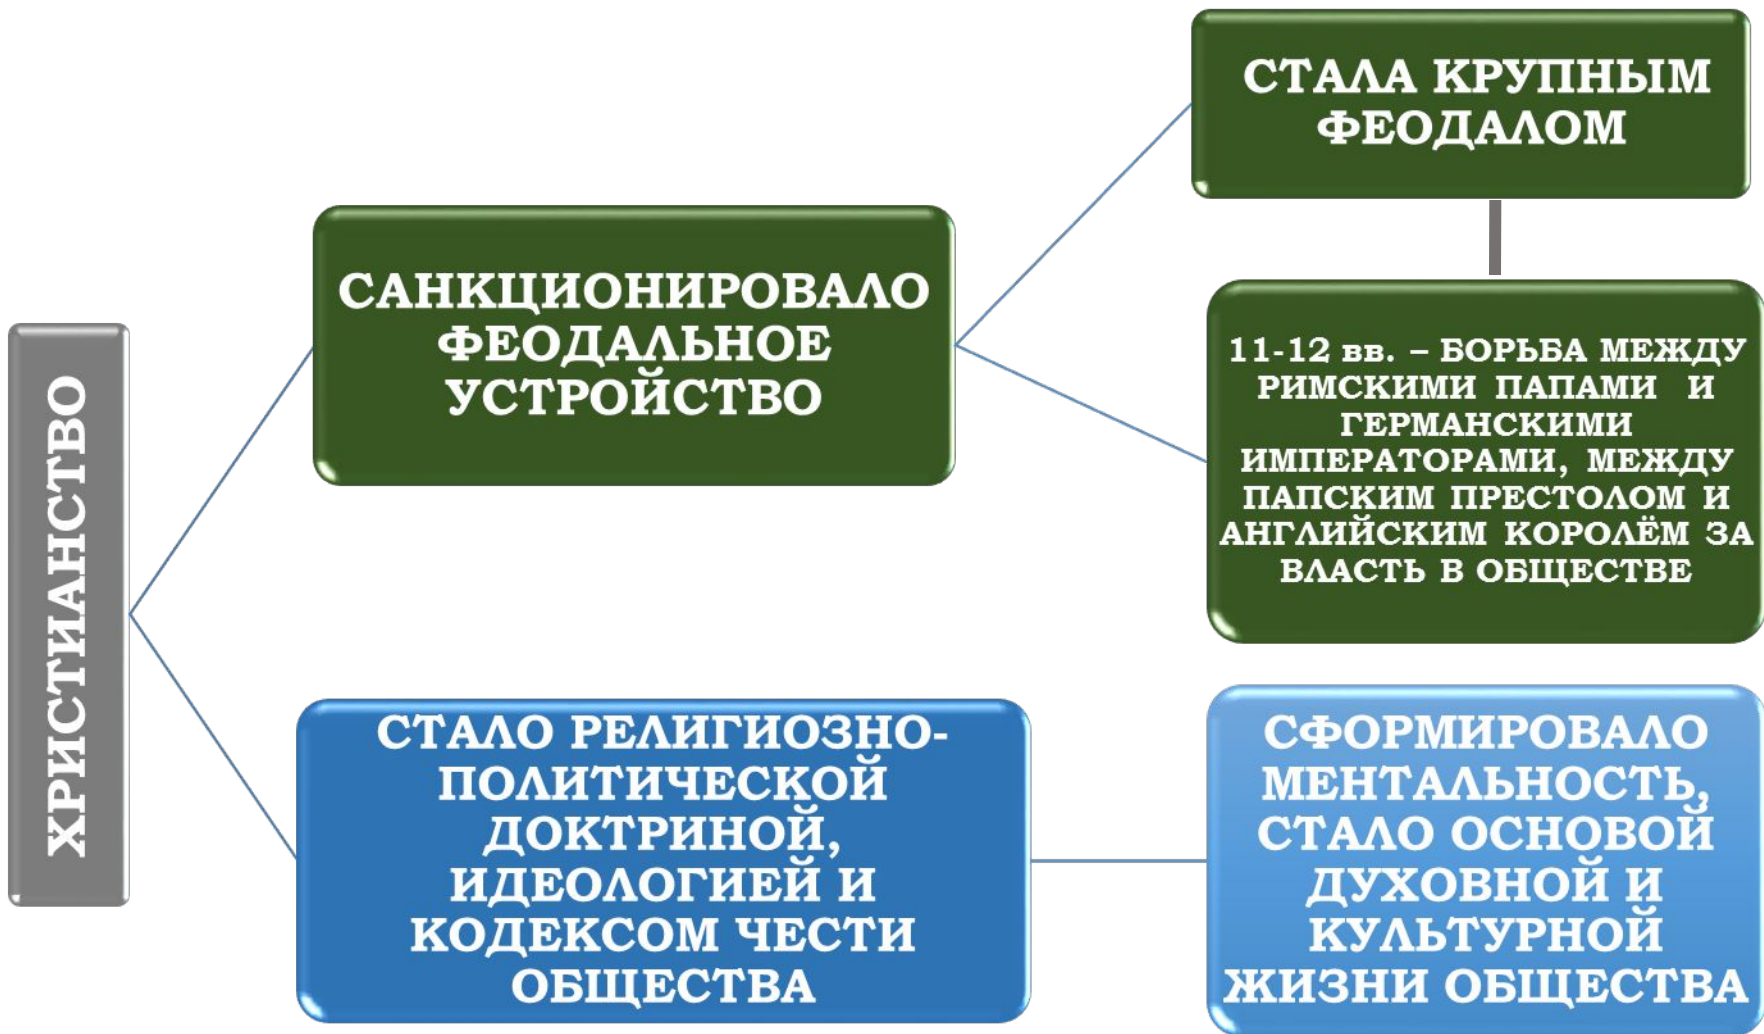 ХРИСТИАНСТВО
САНКЦИОНИРОВАЛО
ФЕОДАЛЬНОЕ
УСТРОЙСТВО
СТАЛА КРУПНЫМ
ФЕОДАЛОМ
11-12 вв. – БОРЬБА МЕЖДУ
РИМСКИМИ ПАПАМИ И
ГЕРМАНСКИМИ
ИМПЕРАТОРАМИ, МЕЖДУ
ПАПСКИМ ПРЕСТОЛОМ И
АНГЛИЙСКИМ КОРОЛЁМ ЗА
ВЛАСТЬ В ОБЩЕСТВЕ
СТАЛО РЕЛИГИОЗНО-
ПОЛИТИЧЕСКОЙ
ДОКТРИНОЙ,
ИДЕОЛОГИЕЙ И
КОДЕКСОМ ЧЕСТИ
ОБЩЕСТВА
СФОРМИРОВАЛО
МЕНТАЛЬНОСТЬ,
СТАЛО ОСНОВОЙ
ДУХОВНОЙ И
КУЛЬТУРНОЙ
ЖИЗНИ ОБЩЕСТВА